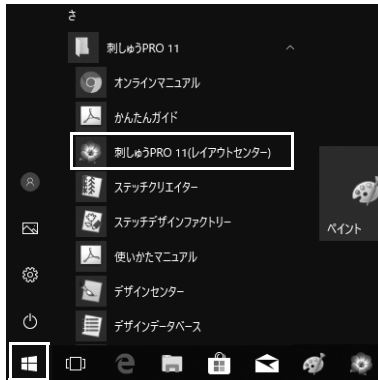 さ
刺しゅうPRO 11
オンラインマニュアル
かんたんガイド
刺しゅうPRO 11(レイアウトセンター)
ステッチクリエイター
ステッチデザインファクトリー
ペイント
使いかたマニュアル
デザインセンター
デザインデータベース